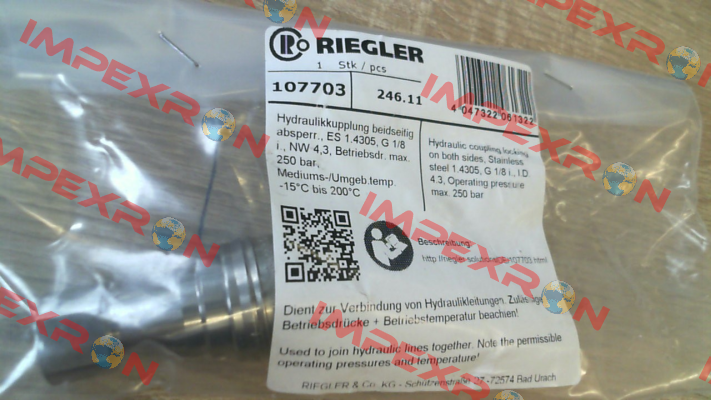 RIEGLER
1 Stk / pcs
107703
246.11
4 047322 061322
Hydraulikkupplung beidseitig
absperr., ES 1.4305, G 1/8
i., NW 4,3, Betriebsdr. max.
250 bar,
Mediums-/Umgeb.temp.
-15°C bis 200°C
Hydraulic coupling locking
on both sides, Stainless
steel 1.4305, G 1/8 i., I.D.
4.3, Operating pressure
max. 250 bar
Beschreibung:
Dient zur Verbindung von Hydraulikleitungen. Zulässige
Betriebsdrücke + Betriebstemperatur beachten!
Used to join hydraulic lines together. Note the permissible
operating pressures and temperature!
RIEGLER & Co. KG - Schützenstraße 27 -72574 Bad Urach
IMPEXRON
IMPEXRON
IMPEXRON
IMPEXRON
IMPEXRON
IMPEXRON